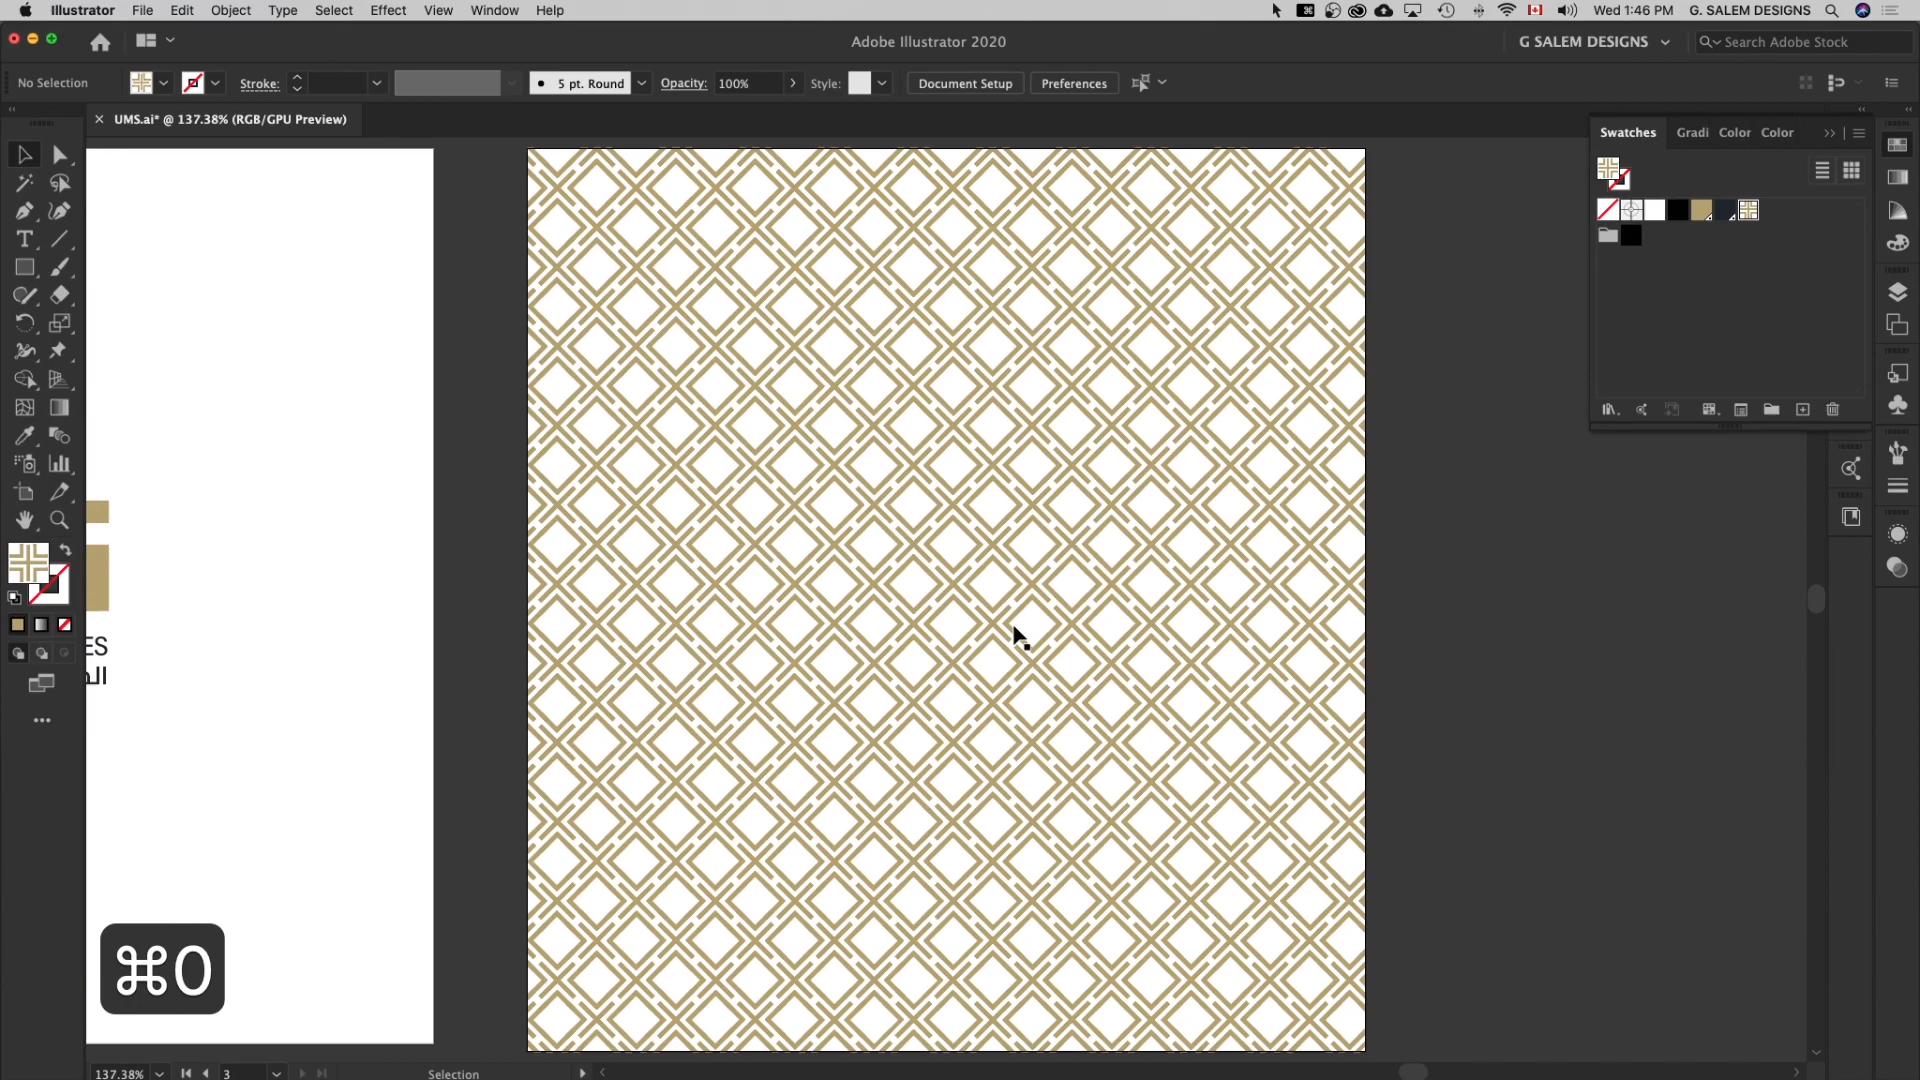 Illustrator File Edit Object Type Select Effect View Window Help
Wed 1:46 PM G. SALEM DESIGNS
Adobe Illustrator 2020
G SALEM DESIGNS
Search Adobe Stock
No Selection
Stroke:
5 pt. Round
Opacity: 100%
Style:
Document Setup
Preferences
UMS.ai* @ 137.38% (RGB/GPU Preview)
Swatches Gradi Color Color
ES
⌘0
137.38%
3
Selection